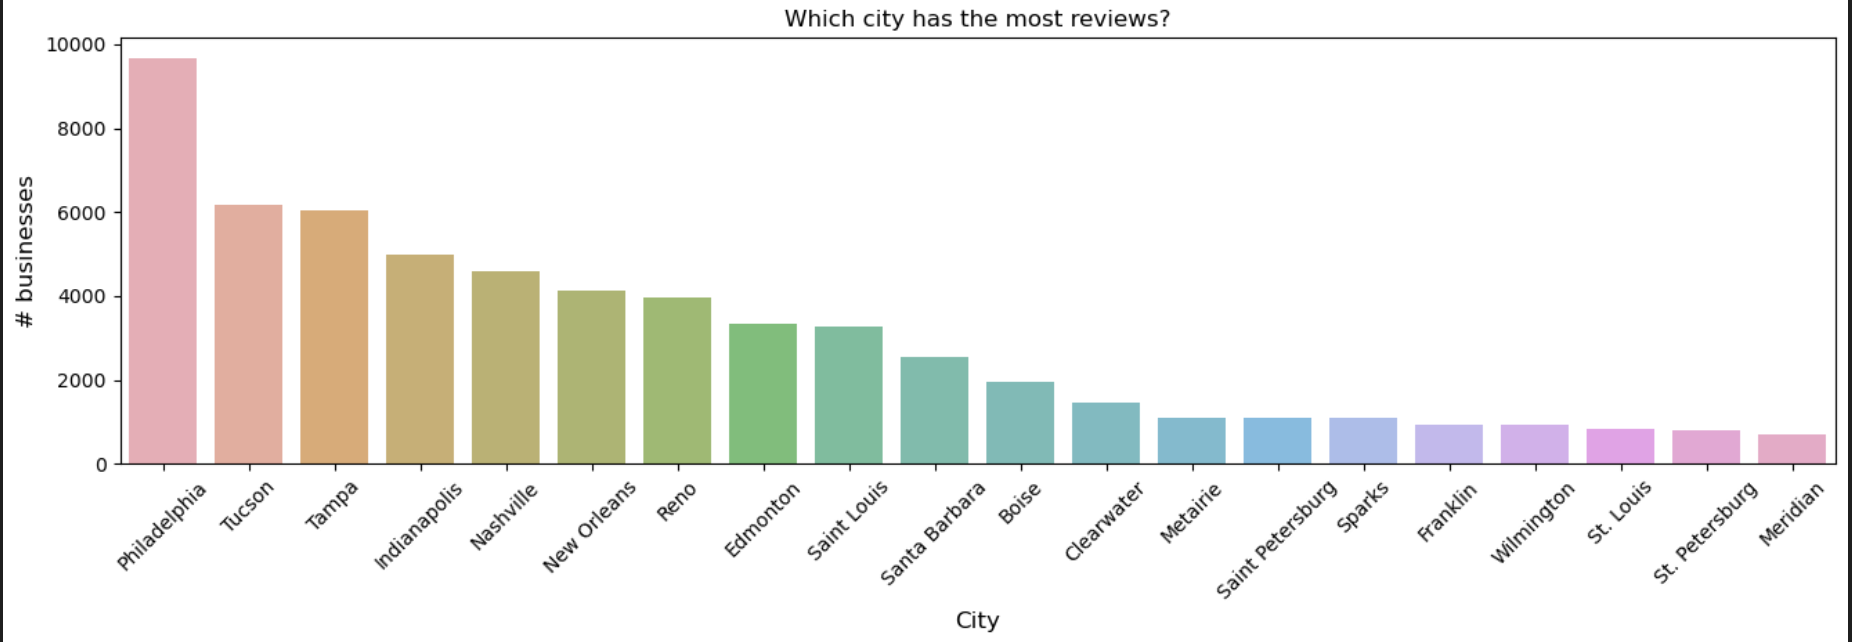 Which city has the most reviews?
10000
8000
6000
4000
2000
0
# businesses
Philadelphia
Tucson
Tampa
Indianapolis
Nashville
New Orleans
Reno
Edmonton
Saint Louis
Santa Barbara
Boise
Clearwater
Metairie
Saint Petersburg
Sparks
Franklin
Wilmington
St. Louis
St. Petersburg
Meridian
City